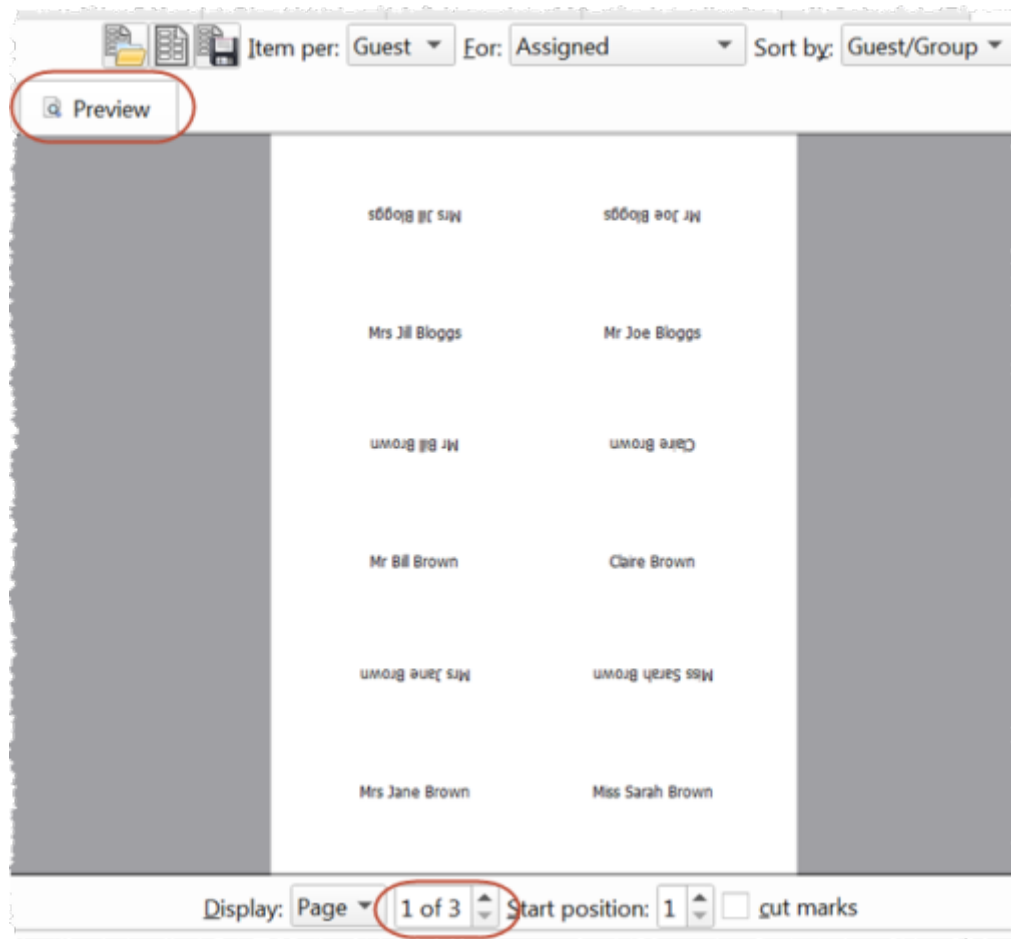 Item per: Guest For: Assigned Sort by: Guest/Group
Preview
Mrs Jill Bloggs Mr Joe Bloggs
Mrs Jill Bloggs Mr Joe Bloggs
Mr Bill Brown Claire Brown
Mr Bill Brown Claire Brown
Mrs Jane Brown Miss Sarah Brown
Mrs Jane Brown Miss Sarah Brown
Display: Page 1 of 3 Start position: 1 cut marks